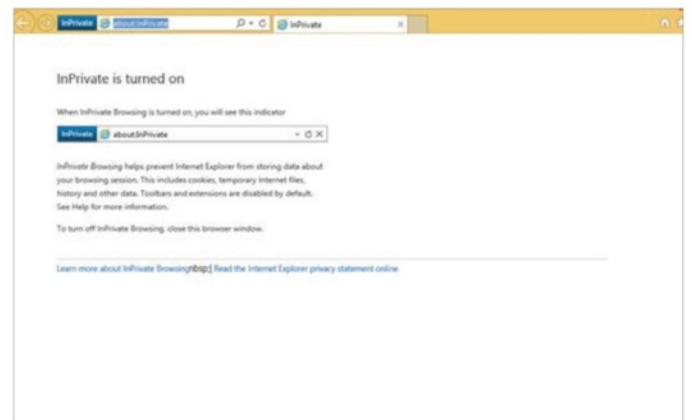 InPrivate about:InPrivate InPrivate
InPrivate is turned on
When InPrivate Browsing is turned on, you will see this indicator
InPrivate about:InPrivate
InPrivate Browsing helps prevent Internet Explorer from storing data about
your browsing session. This includes cookies, temporary Internet files,
history and other data. Toolbars and extensions are disabled by default.
See Help for more information.
To turn off InPrivate Browsing, close this browser window.
Learn more about InPrivate Browsingnbsp;| Read the Internet Explorer privacy statement online